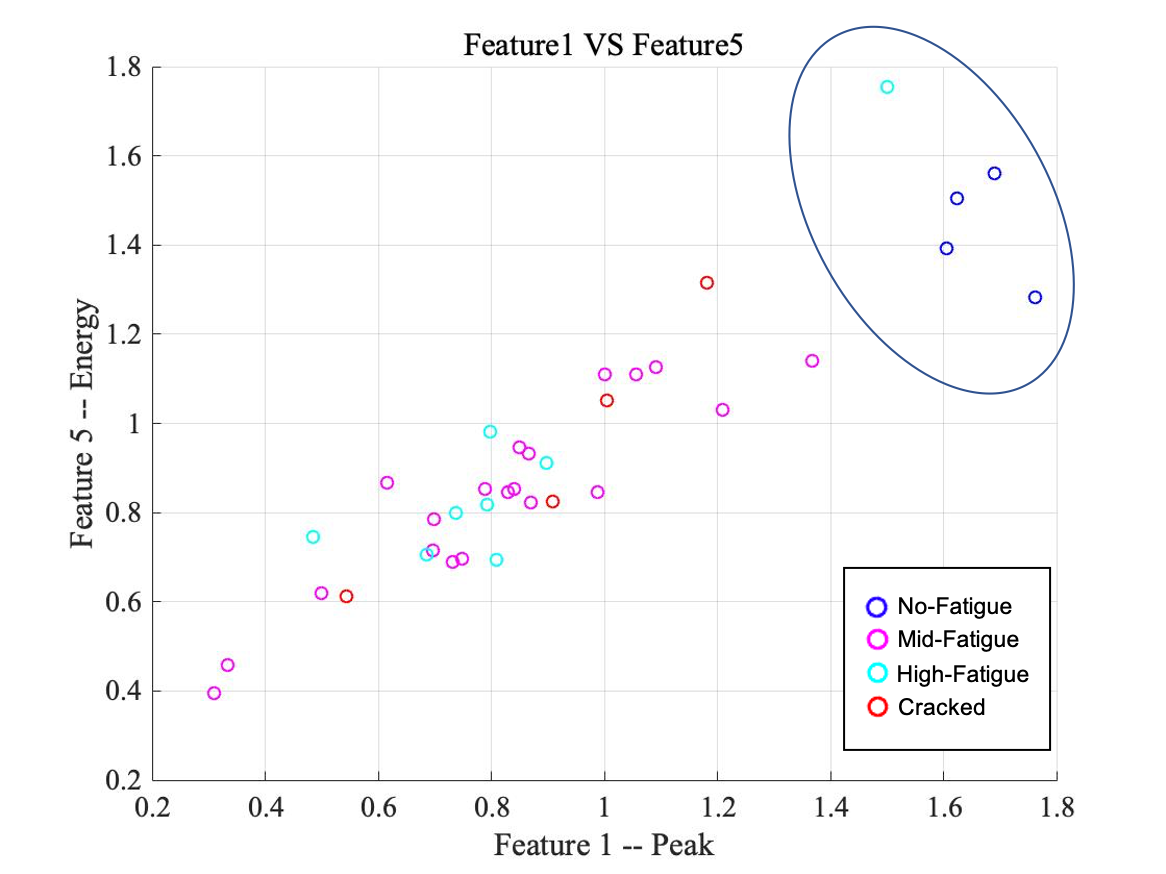 Feature1 VS Feature5
1.8
1.6
1.4
1.2
1
0.8
0.6
0.4
0.2
Feature 5 -- Energy
No-Fatigue
Mid-Fatigue
High-Fatigue
Cracked
0.2 0.4 0.6 0.8 1 1.2 1.4 1.6 1.8
Feature 1 -- Peak